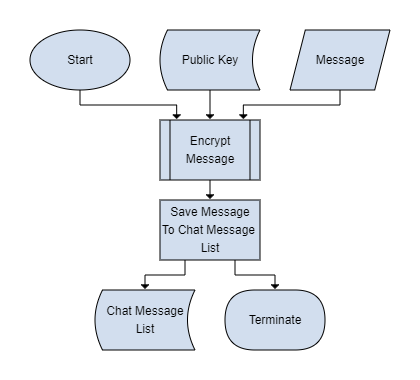 Start
Public Key
Message
Encrypt
Message
Save Message
To Chat Message
List
Chat Message
List
Terminate